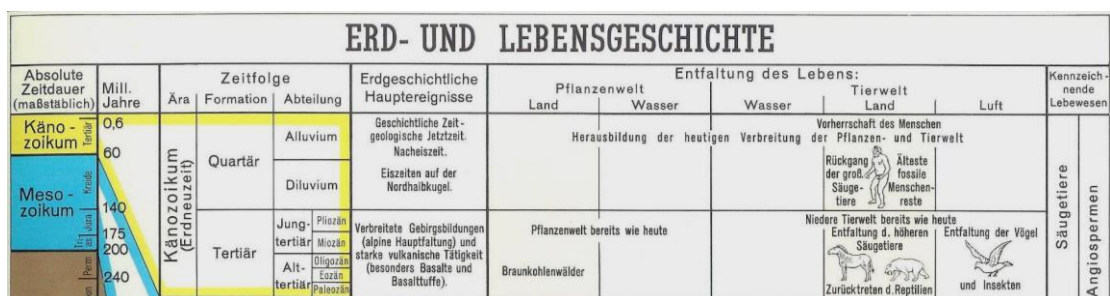 ERD- UND LEBENSGESCHICHTE
Absolute
Zeitdauer
(maßstäblich)
Mill.
Jahre
Zeitfolge
Ära
Formation
Abteilung
Erdgeschichtliche
Hauptereignisse
Entfaltung des Lebens:
Pflanzenwelt
Land
Wasser
Tierwelt
Wasser
Land
Luft
Kennzeich-
nende
Lebewesen
Käno-
zoikum
Tertiär
Meso-
zoikum
Kreide
Jura
Tri-
as
Perm
0,6
60
140
175
200
240
Känozoikum
(Erdneuzeit)
Quartär
Alluvium
Diluvium
Geschichtliche Zeit-
geologische Jetztzeit.
Nacheiszeit.
Eiszeiten auf der
Nordhalbkugel.
Vorherrschaft des Menschen
Herausbildung der heutigen Verbreitung der Pflanzen- und Tierwelt
Rückgang
der groß.
Säuge-
tiere
Älteste
fossile
Menschen-
reste
Tertiär
Jung-
tertiär
Pliozän
Miozän
Alt-
tertiär
Oligozän
Eozän
Paleozän
Verbreitete Gebirgsbildungen
(alpine Hauptfaltung) und
starke vulkanische Tätigkeit
(besonders Basalte und
Basalttuffe).
Pflanzenwelt bereits wie heute
Braunkohlenwälder
Niedere Tierwelt bereits wie heute
Entfaltung d. höheren
Säugetiere
Zurücktreten d. Reptilien
Entfaltung der Vögel
und Insekten
Säugetiere
Angiospermen